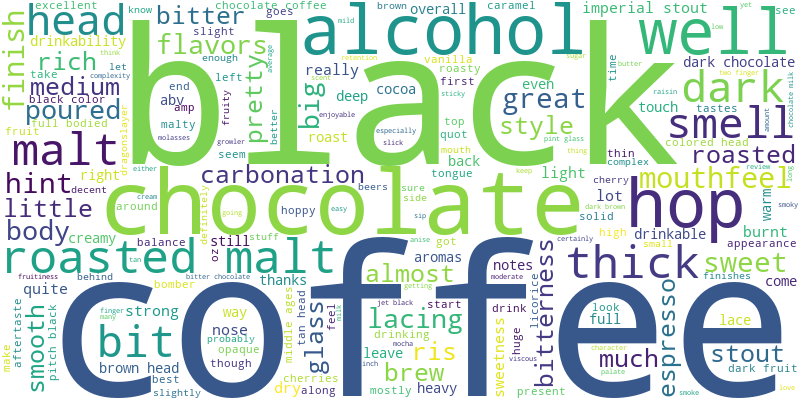 excellent
chocolate coffee
brown
overall
caramel
imperial stout
head
know
bitter
goes
mild
alcohol
well
yet
see
low
finish
drinkability
slight
flavors
black
vanilla
time
butter
rich
let
think
complexity
enough
left
pretty
average
better
really
retention
scent
roasty
sugar
raisin
dark chocolate
two finger
chocolate milk
take
medium
black color
end
abv
amp
fruity
big
first
deep
cocoa
sticky
even
great
dark
touch
tastes
amount
poured
full bodied
malty
molasses
growler
enjoyable
roast
especially
slick
top
quot
style
pint glass
thing
smell
colored head
fruit
dragonslayer
seem
either
mouth
back
thin
complex
roasted
review
long
malt
right
carbonation
tongue
light
cherry
mouthfeel
smoky
hint
decent
cream
going
beers
sure
side
keep
lot
hop
warm
little
around
definitely
chocolate
hoppy
easy
sip
dark brown
solid
high
drinkable
small
burnt
body
creamy
balance
still
stuff
oz
anise
got
certainly
appearance
roasted malt
tan
aromas
bitterness
thick
sweet
come
fruitiness
behind
bitter chocolate
thanks
almost
notes
moderate
licorice
finishes
quite
bomber
middle ages
jet black
getting
start
drink
espresso
smooth
aftertaste
make
pitch black
finger
many
strong
way
nose
probably
opaque
though
dry
tan head
glass
feel
milk
lacing
drinking
huge
viscous
look
full
lace
bit
coffee
mocha
leave
ris
sweetness
much
stout
character
palate
brown head
best
slightly
cherries
along
inch
brew
mostly
heavy
present
smoke
dark fruit
love